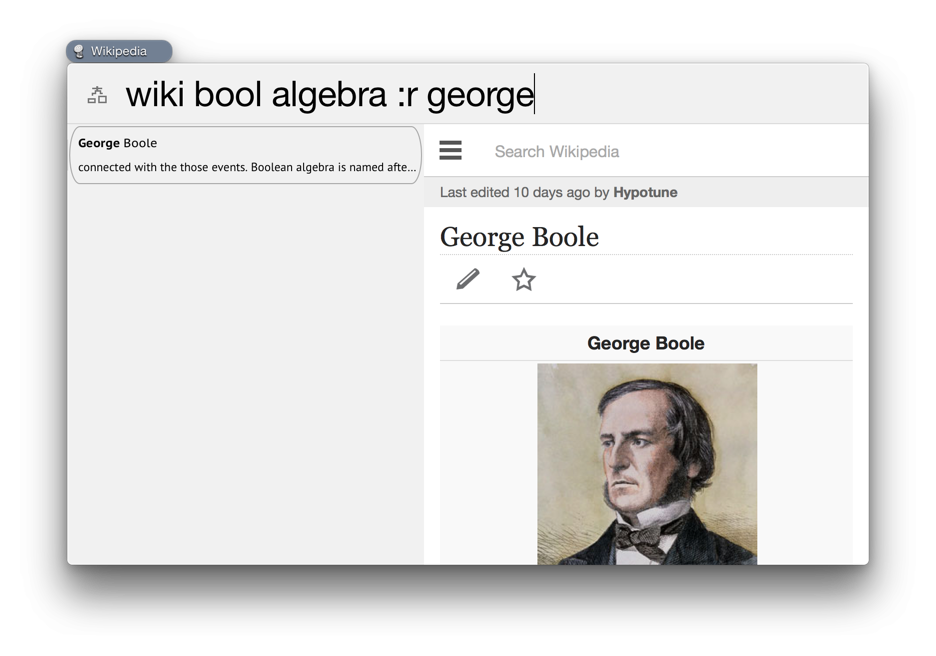 Wikipedia
wiki bool algebra :r george
George Boole
connected with the those events. Boolean algebra is named afte...
Search Wikipedia
Last edited 10 days ago by Hypotune
George Boole
George Boole